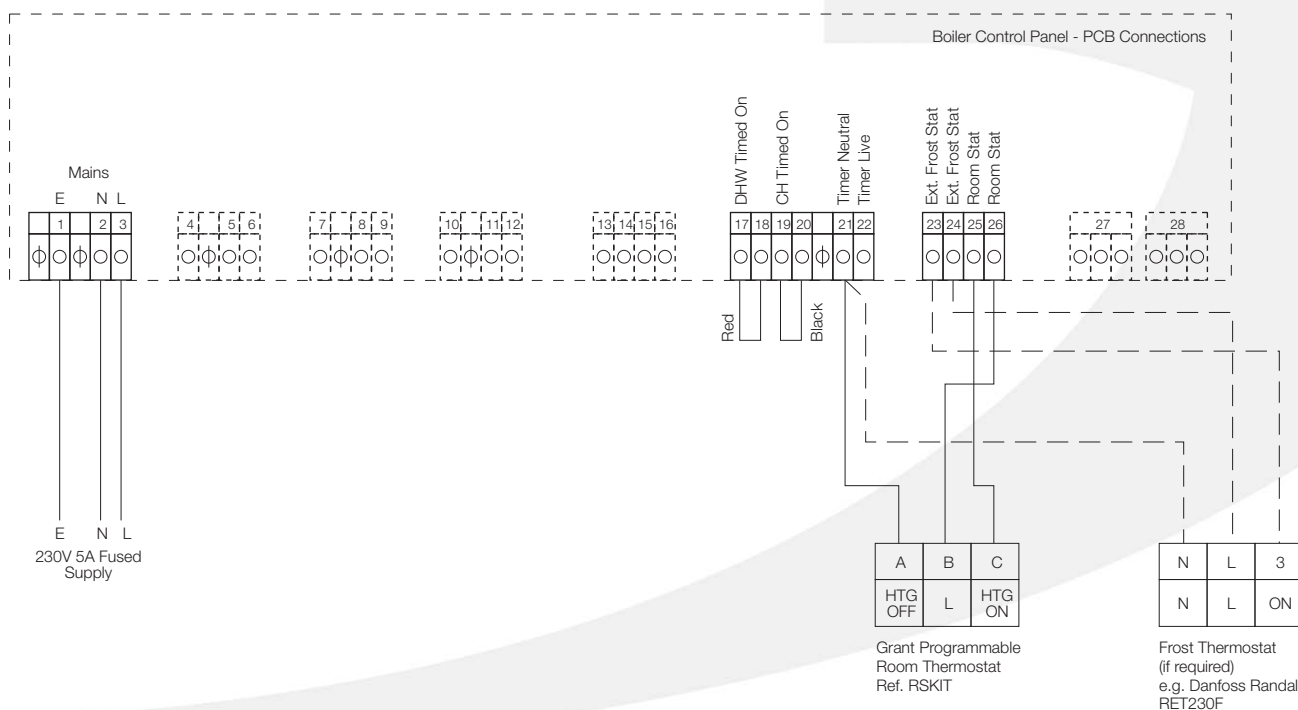 Boiler Control Panel - PCB Connections
Mains
E N L
1 2 3
4 5 6
7 8 9
10 11 12
13 14 15 16
DHW Timed On
CH Timed On
Timer Neutral
Timer Live
17 18 19 20 21 22
Ext. Frost Stat
Ext. Frost Stat
Room Stat
Room Stat
23 24 25 26
27
28
Red
Black
E N L
230V 5A Fused
Supply
A B C
HTG
OFF
L
HTG
ON
Grant Programmable
Room Thermostat
Ref. RSKIT
N L 3
N L ON
Frost Thermostat
(if required)
e.g. Danfoss Randal
RET230F